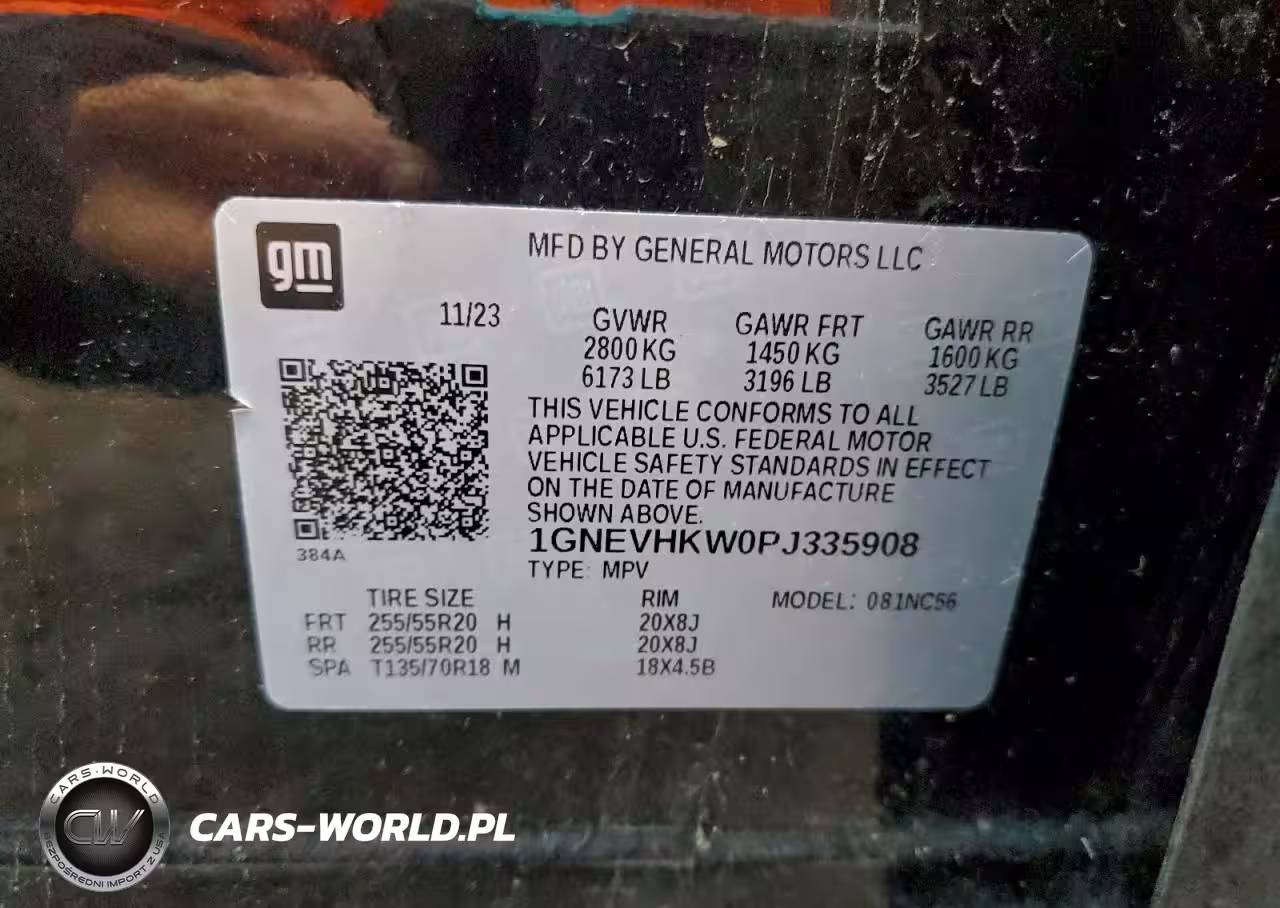 gm
MFD BY GENERAL MOTORS LLC
11/23
GVWR GAWR FRT GAWR RR
2800 KG 1450 KG 1600 KG
6173 LB 3196 LB 3527 LB
THIS VEHICLE CONFORMS TO ALL
APPLICABLE U.S. FEDERAL MOTOR
VEHICLE SAFETY STANDARDS IN EFFECT
ON THE DATE OF MANUFACTURE
SHOWN ABOVE.
384A
1GNEVHKW0PJ335908
TYPE: MPV
TIRE SIZE RIM MODEL: 081NC56
FRT 255/55R20 H 20X8J
RR 255/55R20 H 20X8J
SPA T135/70R18 M 18X4.5B
CARS-WORLD
CW
BEZPOŚREDNI IMPORT Z USA
CARS-WORLD.PL